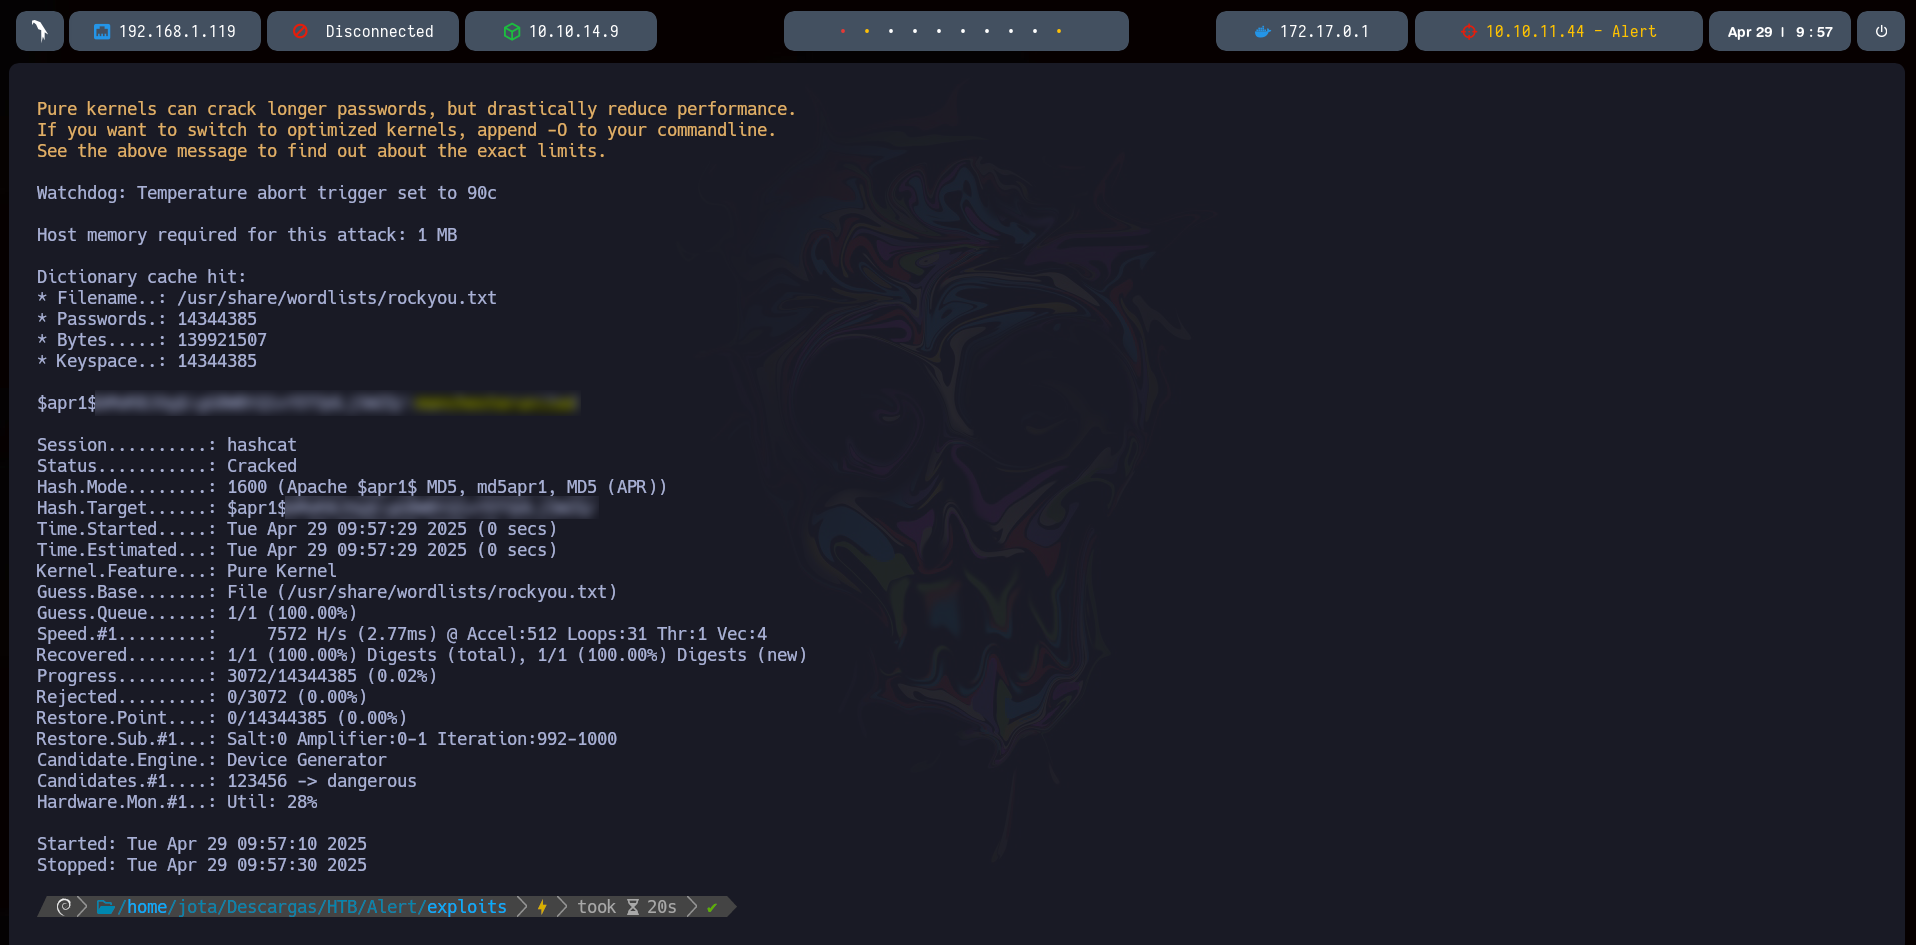 192.168.1.119
Disconnected
10.10.14.9
172.17.0.1
10.10.11.44 - Alert
Apr 29 | 9:57
Pure kernels can crack longer passwords, but drastically reduce performance.
If you want to switch to optimized kernels, append -O to your commandline.
See the above message to find out about the exact limits.
Watchdog: Temperature abort trigger set to 90c
Host memory required for this attack: 1 MB
Dictionary cache hit:
* Filename..: /usr/share/wordlists/rockyou.txt
* Passwords.: 14344385
* Bytes.....: 139921507
* Keyspace..: 14344385
$apr1$
Session..........: hashcat
Status...........: Cracked
Hash.Mode........: 1600 (Apache $apr1$ MD5, md5apr1, MD5 (APR))
Hash.Target......: $apr1$
Time.Started.....: Tue Apr 29 09:57:29 2025 (0 secs)
Time.Estimated...: Tue Apr 29 09:57:29 2025 (0 secs)
Kernel.Feature...: Pure Kernel
Guess.Base.......: File (/usr/share/wordlists/rockyou.txt)
Guess.Queue......: 1/1 (100.00%)
Speed.#1.........:     7572 H/s (2.77ms) @ Accel:512 Loops:31 Thr:1 Vec:4
Recovered........: 1/1 (100.00%) Digests (total), 1/1 (100.00%) Digests (new)
Progress.........: 3072/14344385 (0.02%)
Rejected.........: 0/3072 (0.00%)
Restore.Point....: 0/14344385 (0.00%)
Restore.Sub.#1...: Salt:0 Amplifier:0-1 Iteration:992-1000
Candidate.Engine.: Device Generator
Candidates.#1....: 123456 -> dangerous
Hardware.Mon.#1..: Util: 28%
Started: Tue Apr 29 09:57:10 2025
Stopped: Tue Apr 29 09:57:30 2025
/home/jota/Descargas/HTB/Alert/exploits took 20s ✔